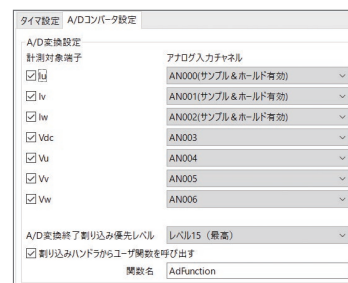 タイマ設定 A/Dコンバータ設定
A/D変換設定
計測対象端子 アナログ入力チャネル
Iu AN000(サンプル&ホールド有効)
Iv AN001(サンプル&ホールド有効)
Iw AN002(サンプル&ホールド有効)
Vdc AN003
Vu AN004
Vv AN005
Vw AN006
A/D変換終了割り込み優先レベル レベル15（最高）
割り込みハンドラからユーザ関数を呼び出す
関数名 AdFunction